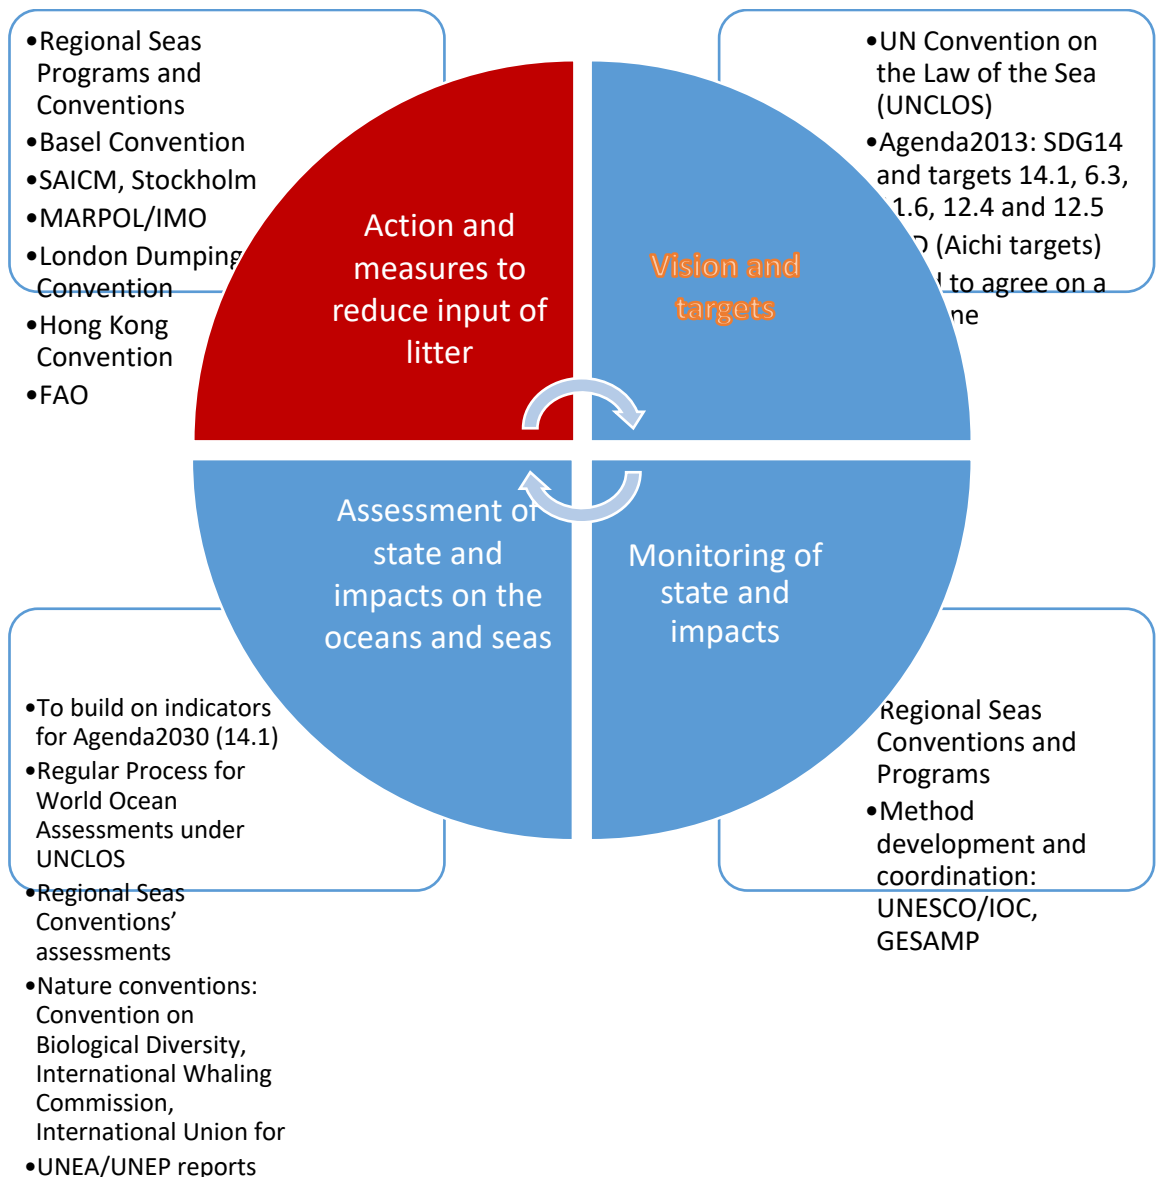 •Regional Seas
Programs and
Conventions
•Basel Convention
•SAICM, Stockholm
•MARPOL/IMO
•London Dumping
Convention
•Hong Kong
Convention
•FAO
Action and
measures to
reduce input of
litter
•UN Convention on
the Law of the Sea
(UNCLOS)
•Agenda2013: SDG14
and targets 14.1, 6.3,
1.6, 12.4 and 12.5
(Aichi targets)
to agree on a
Vision and
targets
Assessment of
state and
impacts on the
oceans and seas
Monitoring of
state and
impacts
•To build on indicators
for Agenda2030 (14.1)
•Regular Process for
World Ocean
Assessments under
UNCLOS
•Regional Seas
Conventions’
assessments
•Nature conventions:
Convention on
Biological Diversity,
International Whaling
Commission,
International Union for
•UNEA/UNEP reports
Regional Seas
Conventions and
Programs
•Method
development and
coordination:
UNESCO/IOC,
GESAMP